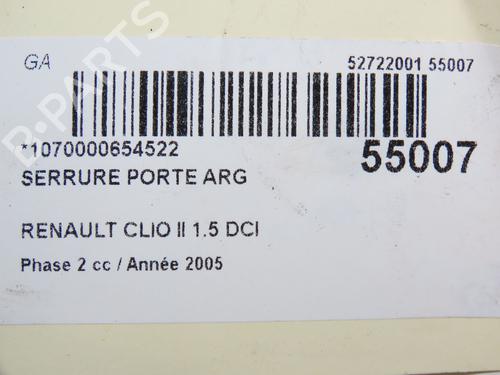 GA 52722001 55007
*1070000654522 55007
SERRURE PORTE ARG
RENAULT CLIO II 1.5 DCI
Phase 2 cc / Année 2005
B-PARTS